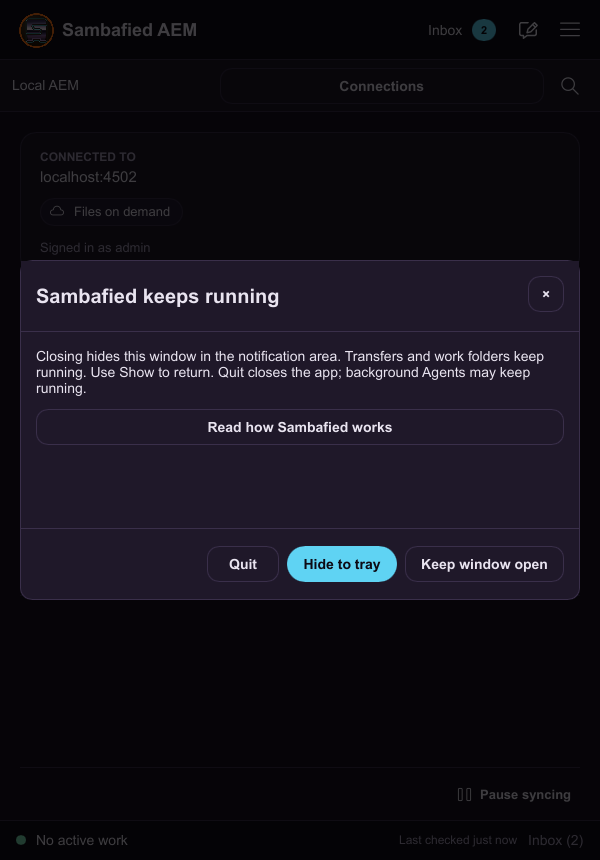 Sambafied AEM
Inbox 2
Local AEM
Connections
CONNECTED TO
localhost:4502
Files on demand
Signed in as admin
Sambafied keeps running
×
Closing hides this window in the notification area. Transfers and work folders keep
running. Use Show to return. Quit closes the app; background Agents may keep
running.
Read how Sambafied works
Quit
Hide to tray
Keep window open
Pause syncing
No active work
Last checked just now
Inbox (2)